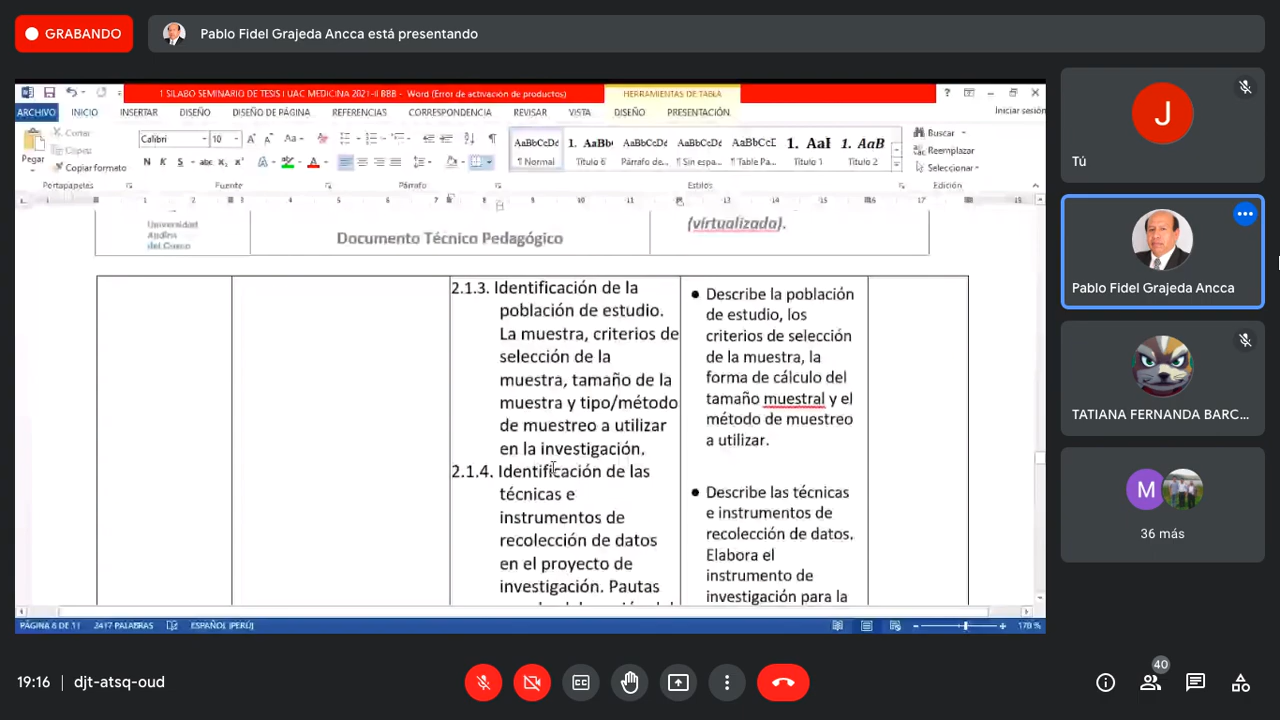 GRABANDO
Pablo Fidel Grajeda Ancca está presentando
1 SILABO SEMINARIO DE TESIS I UAC MEDICINA 2021-II BBB - Word (Error de activación de productos)
HERRAMIENTAS DE TABLA
ARCHIVO INICIO INSERTAR DISEÑO DISEÑO DE PÁGINA REFERENCIAS CORRESPONDENCIA REVISAR VISTA DISEÑO PRESENTACIÓN
Iniciar sesión
Pegar
Cortar
Copiar
Copiar formato
Calibri 10
AaBbCcDc 1. AaBbC AaBbCcDc AaBbCcDc AaBbCcD 1. AaBl 1. AaB
¶ Normal Título 6 Párrafo de... ¶ Sin espa... ¶ Table Pa... Título 1 Título 2
Buscar
Reemplazar
Seleccionar
Portapapeles Fuente Párrafo Estilos Edición
Universidad
Andina
del Cusco
Documento Técnico Pedagógico
(virtualizada).
2.1.3. Identificación de la
población de estudio.
La muestra, criterios de
selección de la
muestra, tamaño de la
muestra y tipo/método
de muestreo a utilizar
en la investigación.
2.1.4. Identificación de las
técnicas e
instrumentos de
recolección de datos
en el proyecto de
investigación. Pautas
● Describe la población
de estudio, los
criterios de selección
de la muestra, la
forma de cálculo del
tamaño muestral y el
método de muestreo
a utilizar.
● Describe las técnicas
e instrumentos de
recolección de datos.
Elabora el
instrumento de
investigación para la
PÁGINA 6 DE 11 2417 PALABRAS ESPAÑOL (PERÚ) 170 %
J
Tú
Pablo Fidel Grajeda Ancca
TATIANA FERNANDA BARC...
M
36 más
19:16 | djt-atsq-oud
40